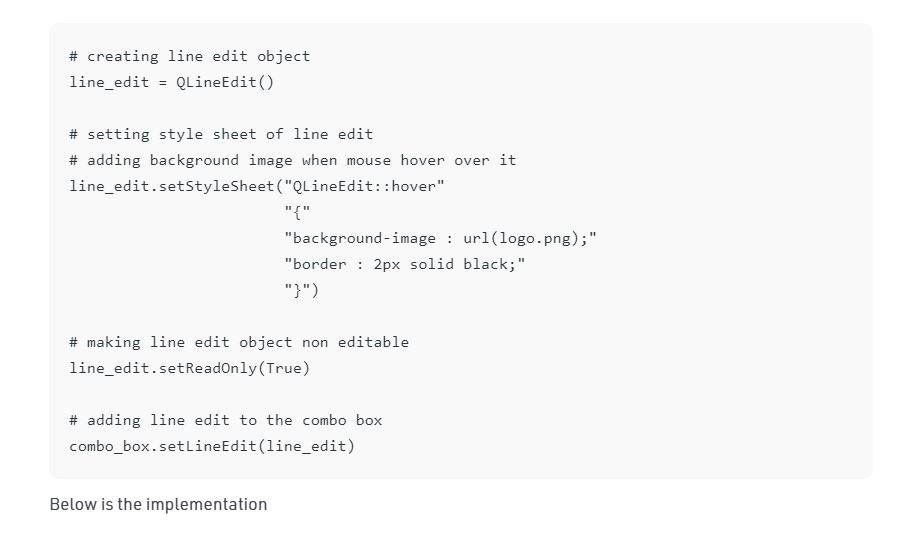 # creating line edit object
line_edit = QLineEdit()
# setting style sheet of line edit
# adding background image when mouse hover over it
line_edit.setStyleSheet("QLineEdit::hover"
"{"
"background-image : url(logo.png);"
"border : 2px solid black;"
"}")
# making line edit object non editable
line_edit.setReadOnly(True)
# adding line edit to the combo box
combo_box.setLineEdit(line_edit)
Below is the implementation